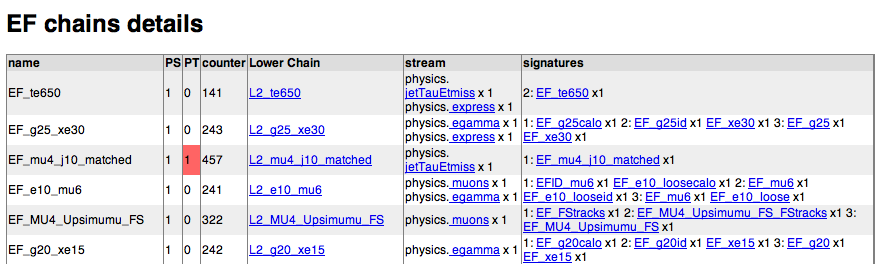 EF chains details
name PS PT counter Lower Chain stream signatures
EF_te650 1 0 141 L2_te650 physics. jetTauEtmiss x 1 physics. express x 1 2: EF_te650 x1
EF_g25_xe30 1 0 243 L2_g25_xe30 physics. egamma x 1 physics. express x 1 1: EF_g25calo x1 2: EF_g25id x1 EF_xe30 x1 3: EF_g25 x1 EF_xe30 x1
EF_mu4_j10_matched 1 1 457 L2_mu4_j10_matched physics. jetTauEtmiss x 1 1: EF_mu4_j10_matched x1
EF_e10_mu6 1 0 241 L2_e10_mu6 physics. muons x 1 physics. egamma x 1 1: EFID_mu6 x1 EF_e10_loosecalo x1 2: EF_mu6 x1 EF_e10_looseid x1 3: EF_mu6 x1 EF_e10_loose x1
EF_MU4_Upsimumu_FS 1 0 322 L2_MU4_Upsimumu_FS physics. muons x 1 1: EF_FStracks x1 2: EF_MU4_Upsimumu_FS_FStracks x1 3: EF_MU4_Upsimumu_FS x1
EF_g20_xe15 1 0 242 L2_g20_xe15 physics. egamma x 1 1: EF_g20calo x1 2: EF_g20id x1 EF_xe15 x1 3: EF_g20 x1 EF_xe15 x1